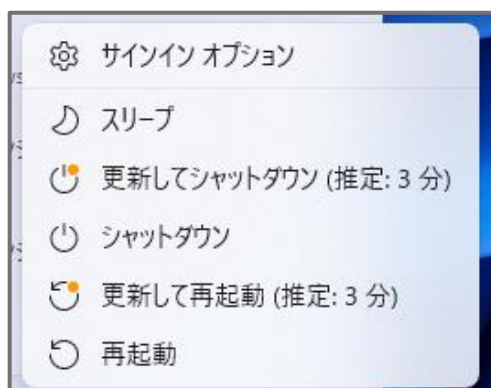 サインイン オプション
スリープ
更新してシャットダウン (推定: 3 分)
シャットダウン
更新して再起動 (推定: 3 分)
再起動